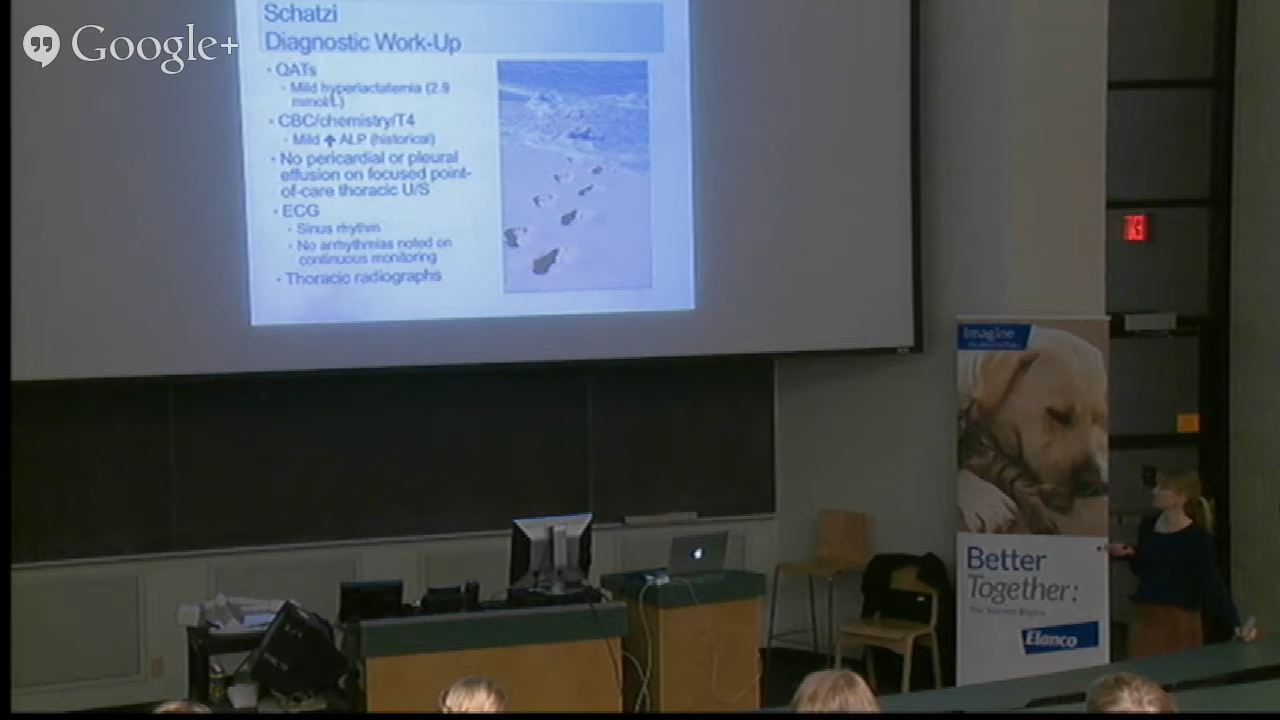 Google+
Schatzi
Diagnostic Work-Up
QATs
Mild hyperlactatemia (2.9
mmol/L)
CBC/chemistry/T4
Mild ↑ ALP (historical)
No pericardial or pleural
effusion on focused point-
of-care thoracic U/S
ECG
Sinus rhythm
No arrhythmias noted on
continuous monitoring
Thoracic radiographs
Imagine
Better
Together:
Elanco